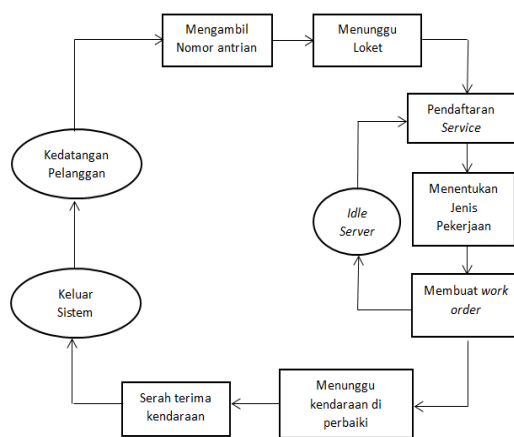 Mengambil
Nomor antrian
Menunggu
Loket
Pendaftaran
Service
Kedatangan
Pelanggan
Menentukan
Jenis
Pekerjaan
Idle
Server
Membuat work
order
Keluar
Sistem
Menunggu
kendaraan di
perbaiki
Serah terima
kendaraan